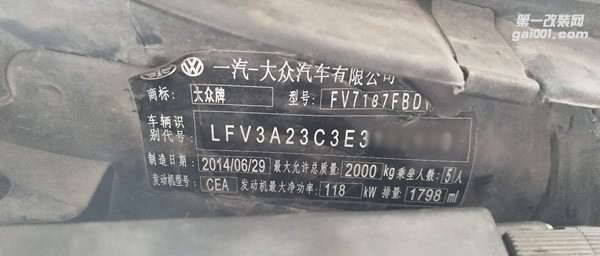 第一改装网
gai001.com
一汽-大众汽车有限公司
商标: 大众牌 型号: FV7187FBD
车辆识
别代号: LFV3A23C3E3
制造日期: 2014/06/29 最大允许总质量: 2000 kg 乘坐人数: 5 人
发动机型号: CEA 发动机最大净功率: 118 kW 排量: 1798 ml